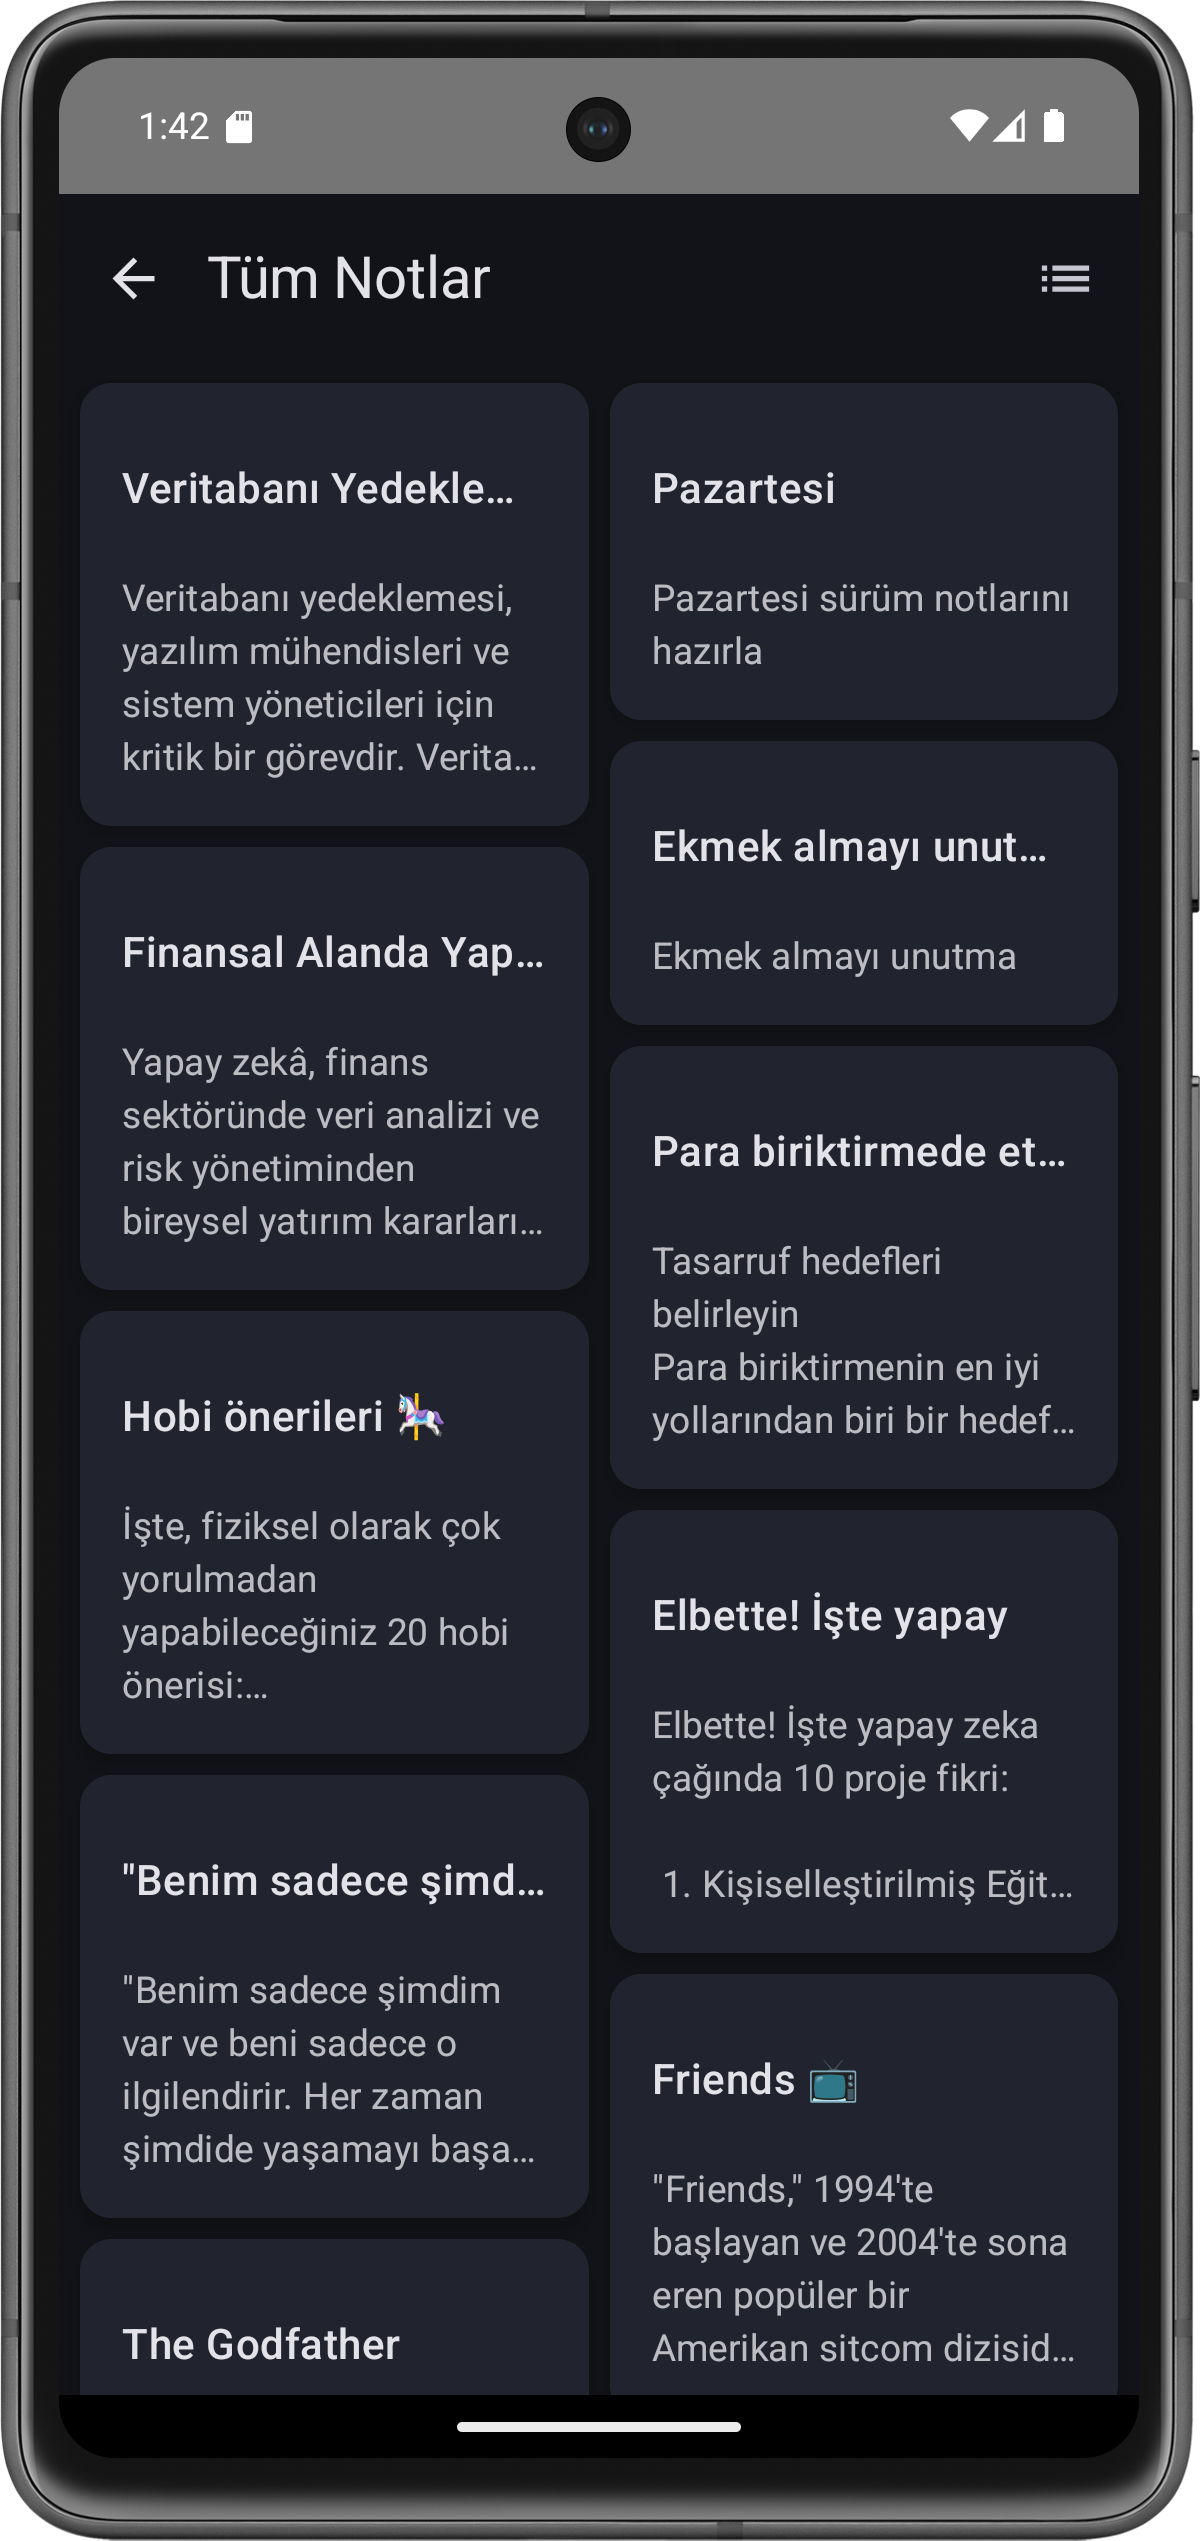 1:42
Tüm Notlar
Veritabanı Yedekle...
Veritabanı yedeklemesi,
yazılım mühendisleri ve
sistem yöneticileri için
kritik bir görevdir. Verita...
Finansal Alanda Yap...
Yapay zekâ, finans
sektöründe veri analizi ve
risk yönetiminden
bireysel yatırım kararları...
Hobi önerileri 🎠
İşte, fiziksel olarak çok
yorulmadan
yapabileceğiniz 20 hobi
önerisi:...
"Benim sadece şimd...
"Benim sadece şimdim
var ve beni sadece o
ilgilendirir. Her zaman
şimdide yaşamayı başa...
The Godfather
Pazartesi
Pazartesi sürüm notlarını
hazırla
Ekmek almayı unut...
Ekmek almayı unutma
Para biriktirmede et...
Tasarruf hedefleri
belirleyin
Para biriktirmenin en iyi
yollarından biri bir hedef...
Elbette! İşte yapay
Elbette! İşte yapay zeka
çağında 10 proje fikri:
1. Kişiselleştirilmiş Eğit...
Friends 📺
"Friends," 1994'te
başlayan ve 2004'te sona
eren popüler bir
Amerikan sitcom dizisid...